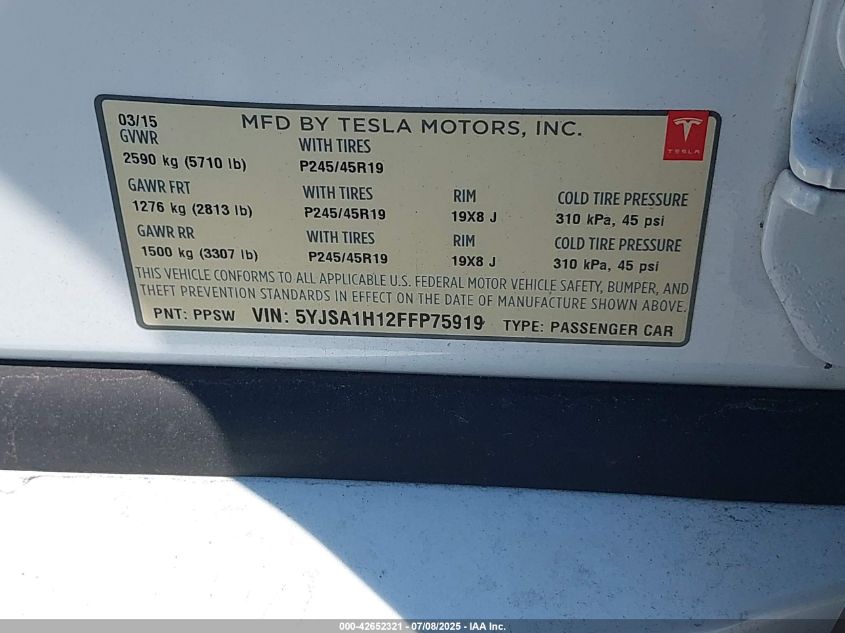 03/15 MFD BY TESLA MOTORS, INC.
GVWR WITH TIRES
2590 kg (5710 lb) P245/45R19
TESLA
GAWR FRT WITH TIRES RIM COLD TIRE PRESSURE
1276 kg (2813 lb) P245/45R19 19X8 J 310 kPa, 45 psi
GAWR RR WITH TIRES RIM COLD TIRE PRESSURE
1500 kg (3307 lb) P245/45R19 19X8 J 310 kPa, 45 psi
THIS VEHICLE CONFORMS TO ALL APPLICABLE U.S. FEDERAL MOTOR VEHICLE SAFETY, BUMPER, AND
THEFT PREVENTION STANDARDS IN EFFECT ON THE DATE OF MANUFACTURE SHOWN ABOVE.
PNT: PPSW VIN: 5YJSA1H12FFP75919 TYPE: PASSENGER CAR
000-42652321 - 07/08/2025 - IAA Inc.